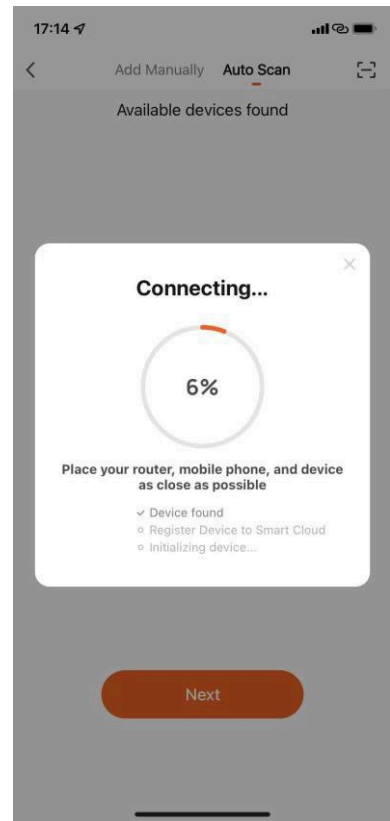 17:14
Add Manually Auto Scan
Available devices found
Connecting...
6%
Place your router, mobile phone, and device
as close as possible
Device found
Register Device to Smart Cloud
Initializing device...
Next